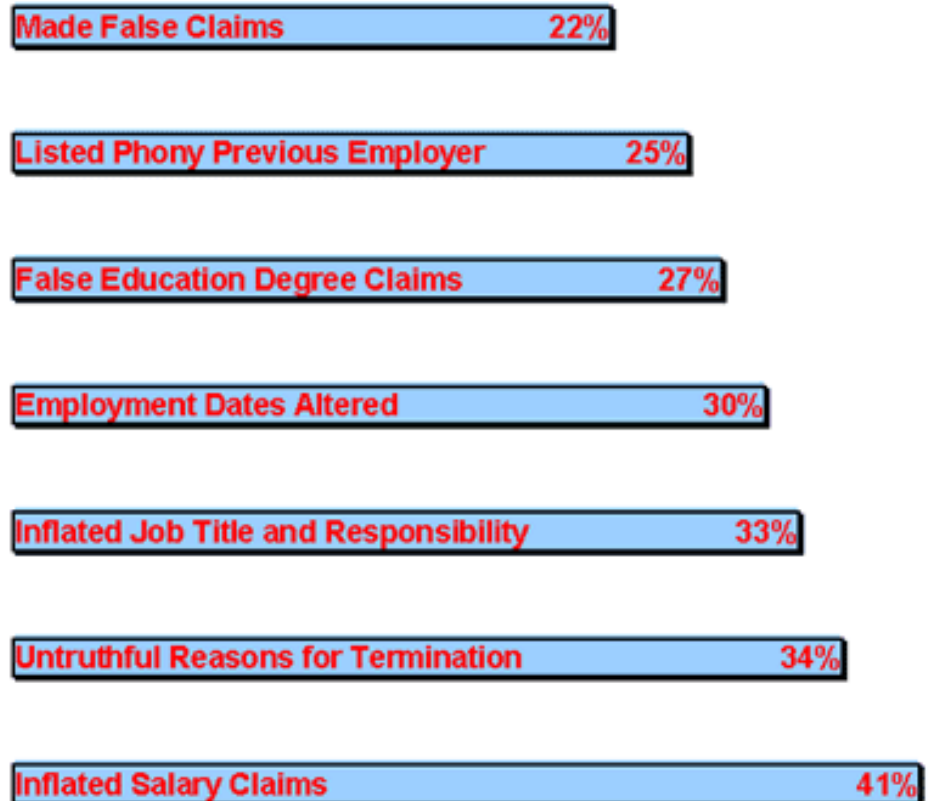 Made False Claims 22%
Listed Phony Previous Employer 25%
False Education Degree Claims 27%
Employment Dates Altered 30%
Inflated Job Title and Responsibility 33%
Untruthful Reasons for Termination 34%
Inflated Salary Claims 41%